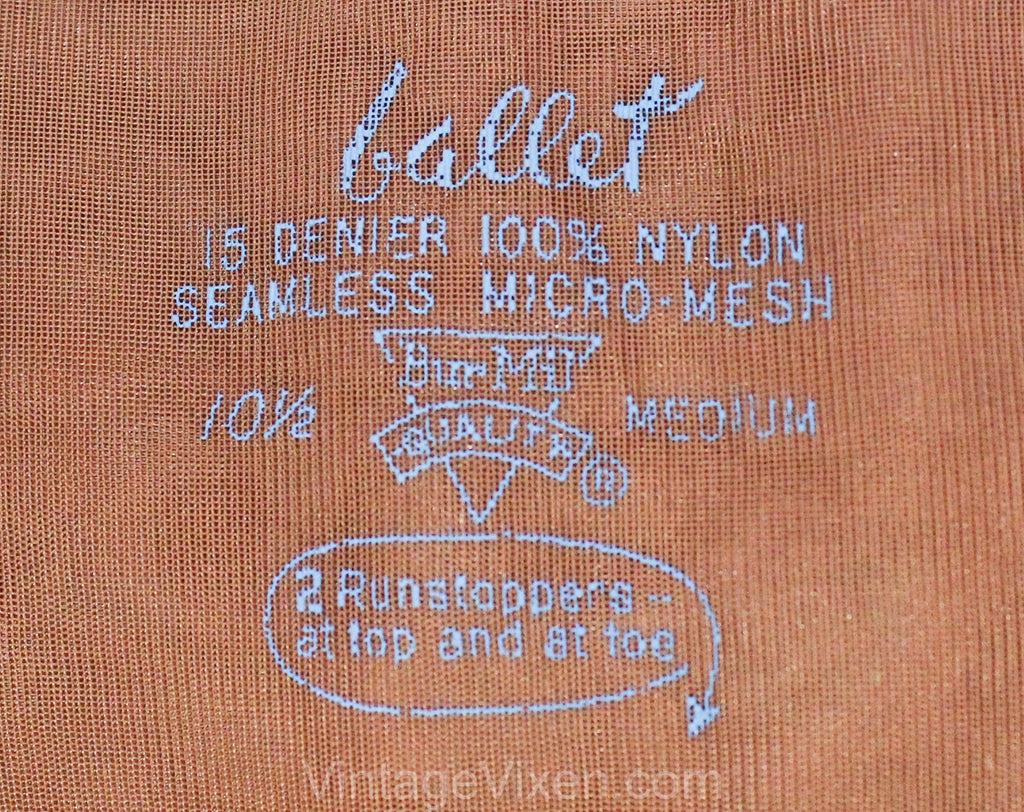 ballet
15 DENIER 100% NYLON
SEAMLESS MICRO-MESH
Bur-Mil
10½ QUALITY ® MEDIUM
2 Runstoppers--
at top and at toe
VintageVixen.com